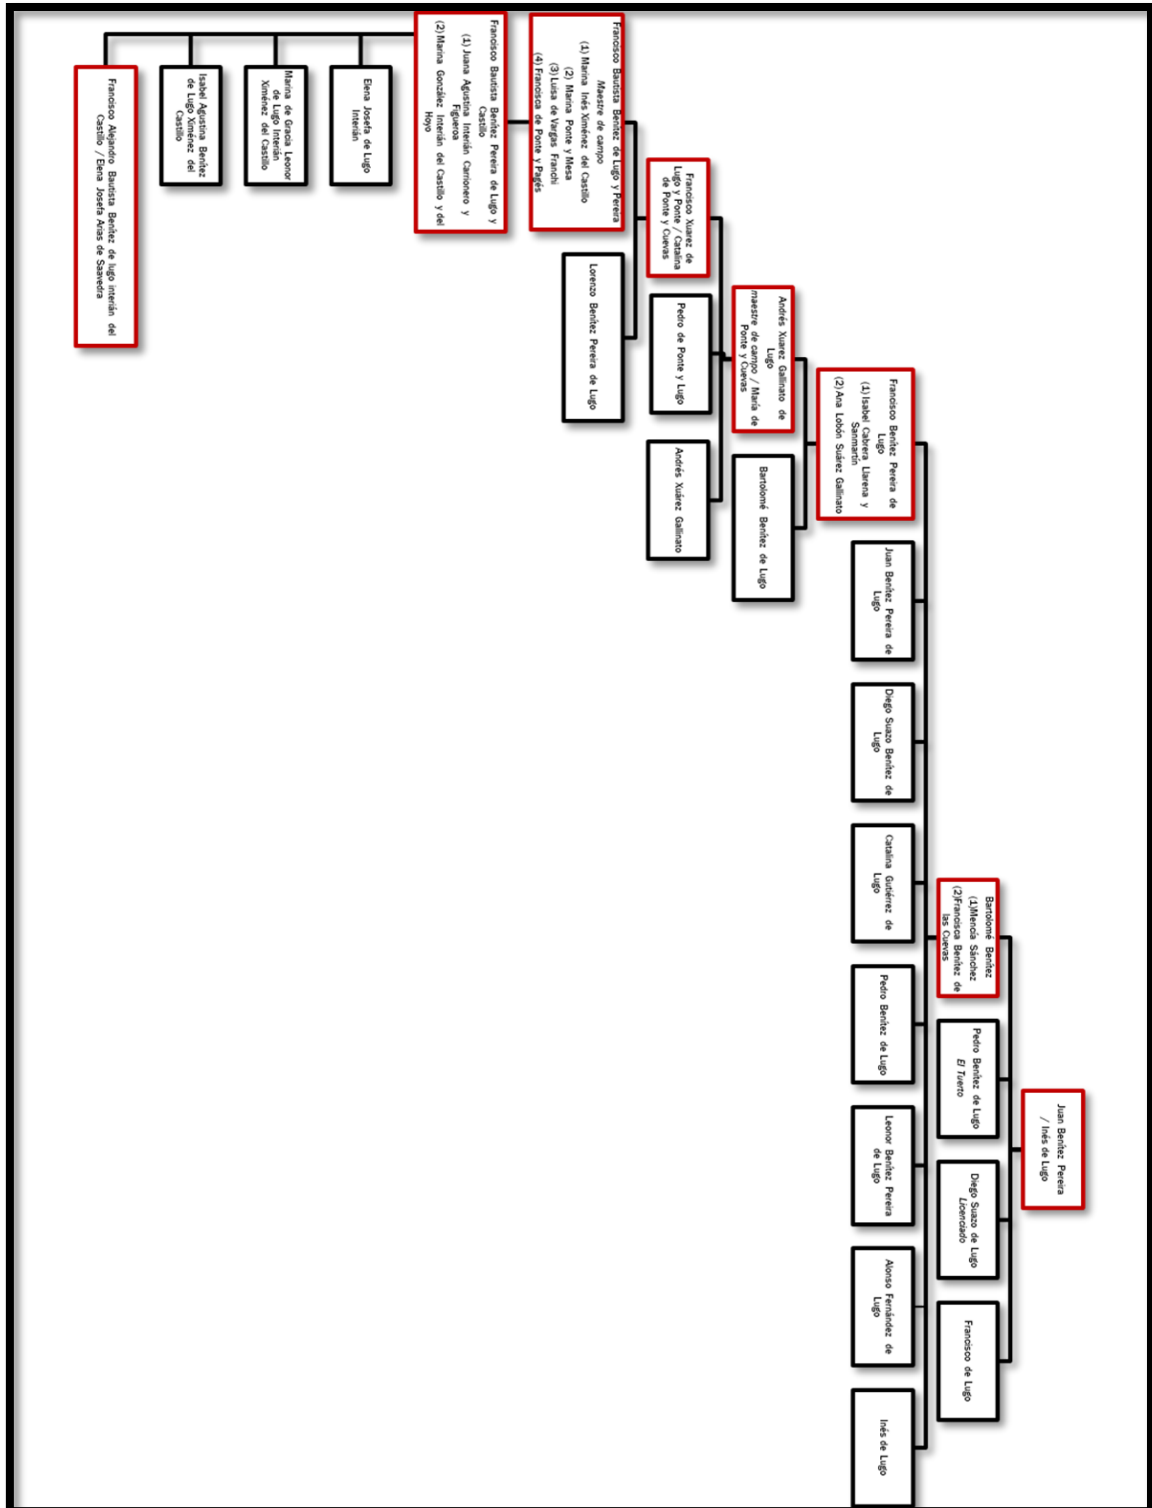 Juan Benítez Pereira
/ Inés de Lugo
Bartolomé Benítez
(1)Mencía Sánchez
(2)Francisca Benítez de
las Cuevas
Pedro Benítez de Lugo
El Tuerto
Diego Suazo de Lugo
Licenciado
Francisco de Lugo
Francisco Benítez Pereira de
Lugo
(1) Isabel Cabrera Llarena y
Sanmartín
(2) Ana Lobón Suárez Gallinato
Juan Benítez Pereira de
Lugo
Diego Suazo Benítez de
Lugo
Catalina Gutiérrez de
Lugo
Pedro Benítez de Lugo
Leonor Benítez Pereira
de Lugo
Alonso Fernández de
Lugo
Inés de Lugo
Andrés Xuarez Gallinato de
Lugo
maestre de campo / María de
Ponte y Cuevas
Bartolomé Benítez de Lugo
Francisco Xuarez de
Lugo y Ponte / Catalina
de Ponte y Cuevas
Pedro de Ponte y Lugo
Andrés Xuárez Gallinato
Francisco Bautista Benítez de Lugo y Pereira
Maestre de campo
(1) Marina Inés Ximénez del Castillo
(2) Marina Ponte y Mesa
(3) Luisa de Vargas Franchi
(4) Francisca de Ponte y Pagés
Lorenzo Benítez Pereira de Lugo
Francisco Bautista Benítez Pereira de Lugo y
Castillo
(1) Juana Agustina Interián Carrionero y
Figueroa
(2) Marina González Interián del Castillo y del
Hoyo
Elena Josefa de Lugo
Interián
Marina de Gracia Leonor
de Lugo Interián
Ximénez del Castillo
Isabel Agustina Benítez
de Lugo Ximénez del
Castillo
Francisco Alejandro Bautista Benítez de lugo interián del
Castillo / Elena Josefa Arias de Saavedra